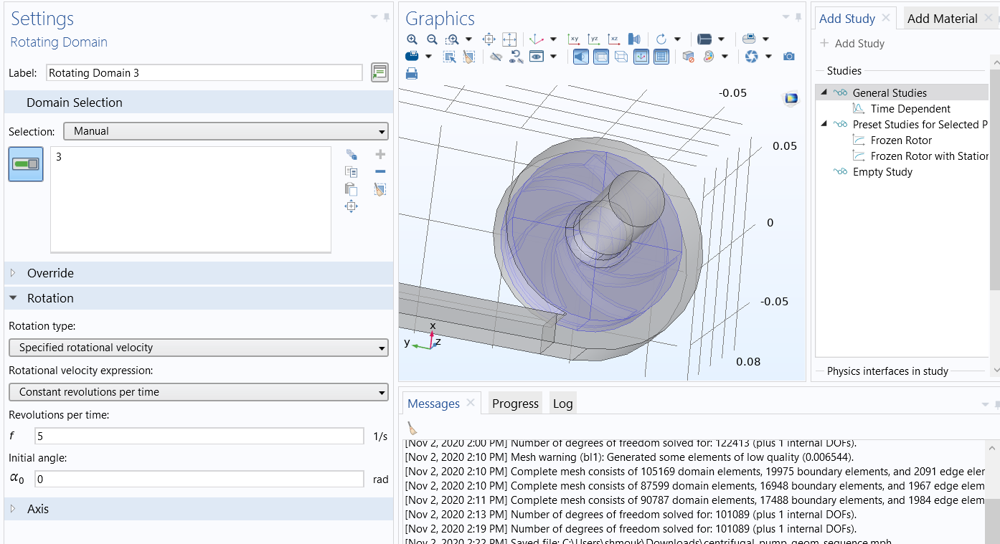 Settings
Rotating Domain
Label: Rotating Domain 3
Domain Selection
Selection: Manual
3
Override
Rotation
Rotation type:
Specified rotational velocity
Rotational velocity expression:
Constant revolutions per time
Revolutions per time:
f 5 1/s
Initial angle:
α0 0 rad
Axis
Graphics
xy yz xz
-0.05
0.05
0
-0.05
0.08
x
y z
Messages Progress Log
[Nov 2, 2020 2:00 PM] Number of degrees of freedom solved for: 122413 (plus 1 internal DOFs).
[Nov 2, 2020 2:10 PM] Mesh warning (bl1): Generated some elements of low quality (0.006544).
[Nov 2, 2020 2:10 PM] Complete mesh consists of 105169 domain elements, 19975 boundary elements, and 2091 edge eler
[Nov 2, 2020 2:10 PM] Complete mesh consists of 87599 domain elements, 16948 boundary elements, and 1967 edge elem
[Nov 2, 2020 2:11 PM] Complete mesh consists of 90787 domain elements, 17488 boundary elements, and 1984 edge elem
[Nov 2, 2020 2:13 PM] Number of degrees of freedom solved for: 101089 (plus 1 internal DOFs).
[Nov 2, 2020 2:19 PM] Number of degrees of freedom solved for: 101089 (plus 1 internal DOFs).
[Nov 2, 2020 2:22 PM] Saved file: C:\Users\shmouk\Downloads\centrifugal_pump_geom_sequence.mph
Add Study Add Material
Add Study
Studies
General Studies
Time Dependent
Preset Studies for Selected P
Frozen Rotor
Frozen Rotor with Station
Empty Study
Physics interfaces in study